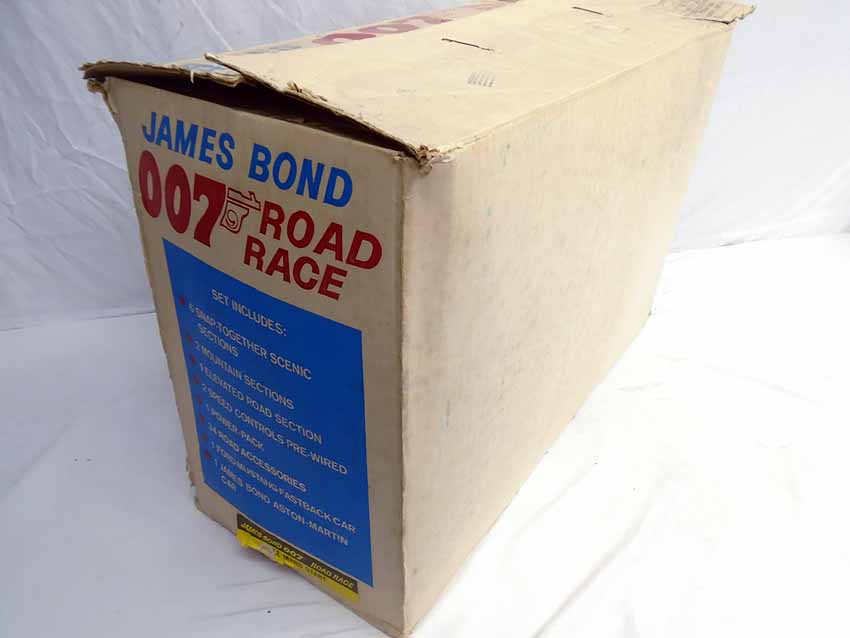 007
JAMES BOND
007 ROAD
RACE
SET INCLUDES:
6 SNAP-TOGETHER SCENIC
SECTIONS
2 MOUNTAIN SECTIONS
1 ELEVATED ROAD SECTION
2 SPEED CONTROLS PRE-WIRED
1 POWER-PACK
34 ROAD ACCESSORIES
1 FORD MUSTANG FASTBACK CAR
1 JAMES BOND ASTON-MARTIN
CAR
JAMES BOND 007 ROAD RACE